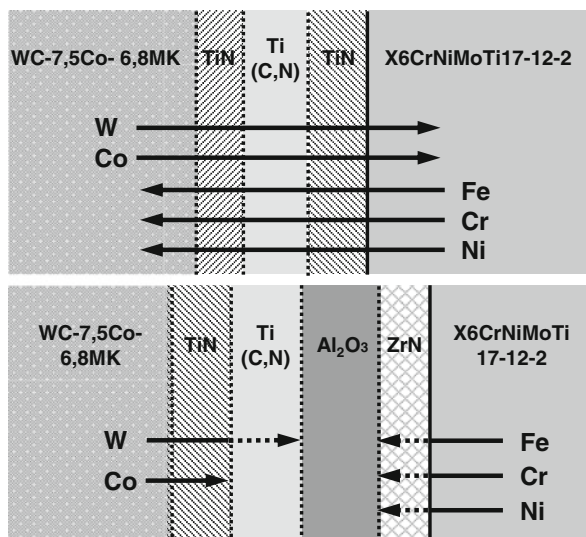 WC-7,5Co- 6,8MK
TiN
Ti
(C,N)
TiN
X6CrNiMoTi17-12-2
W
Co
Fe
Cr
Ni
WC-7,5Co-
6,8MK
TiN
Ti
(C,N)
Al₂O₃
ZrN
X6CrNiMoTi
17-12-2
W
Co
Fe
Cr
Ni